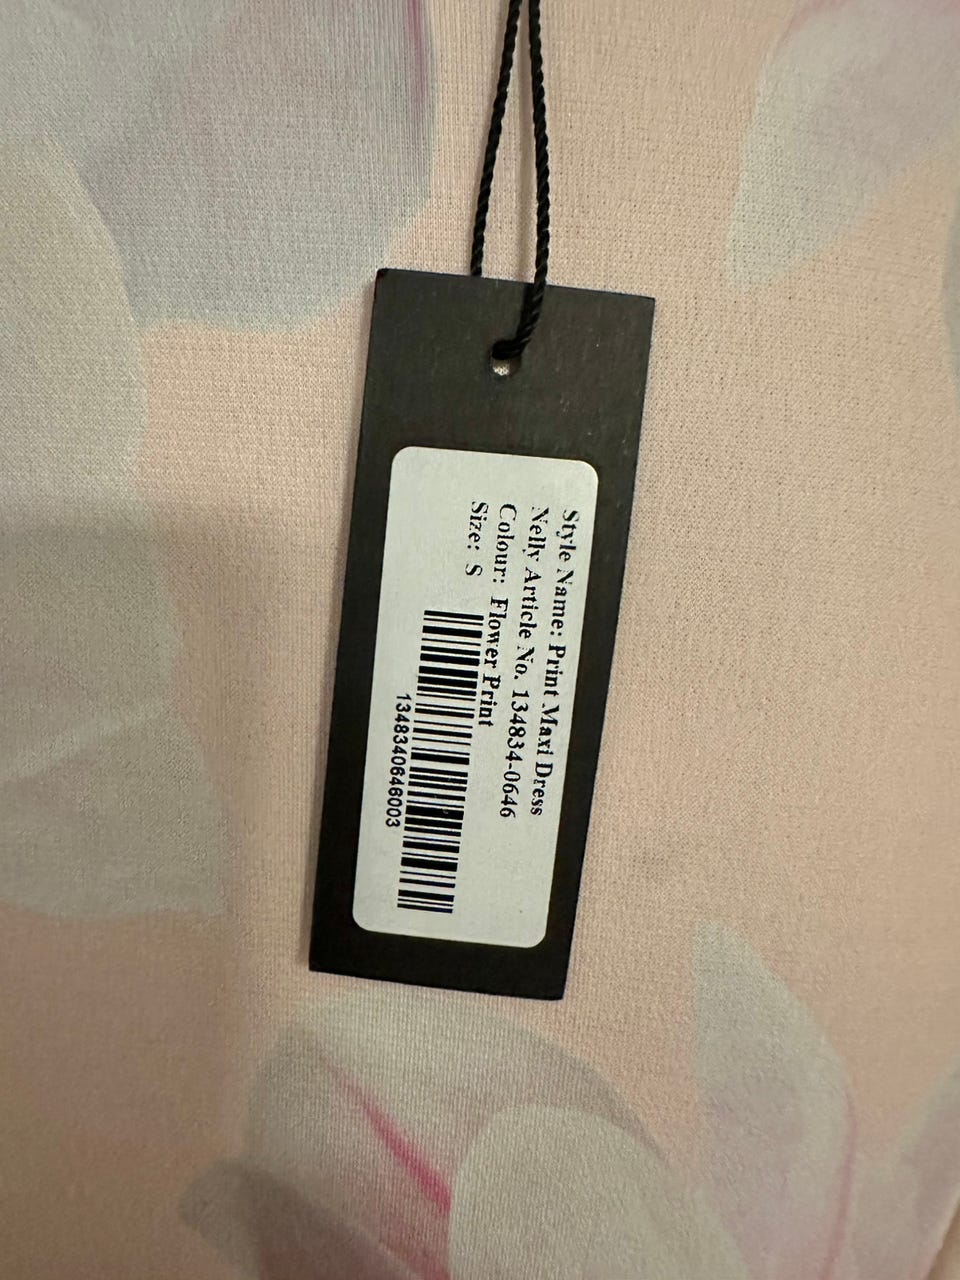 Style Name: Print Maxi Dress
Nelly Article No. 134834-0646
Colour: Flower Print
Size: S
1348340646003